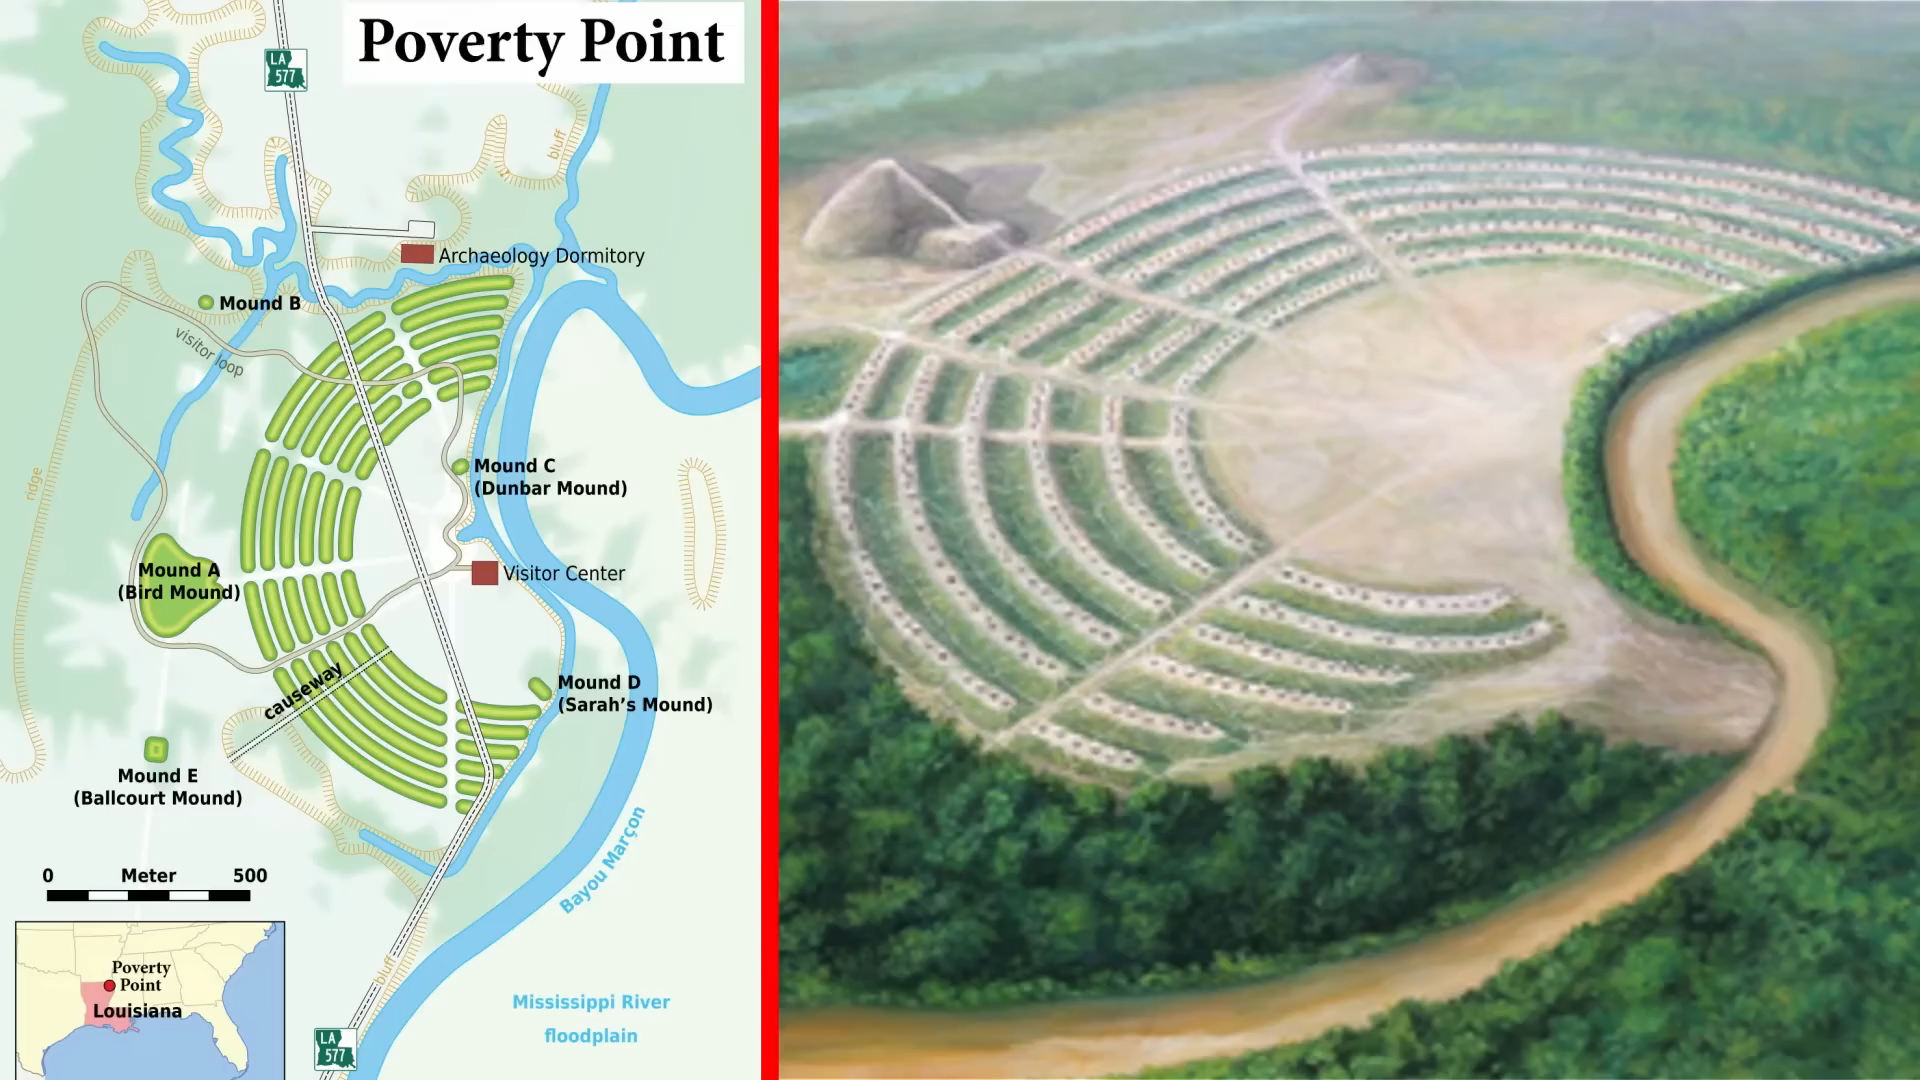 Poverty Point
LA
577
bluff
Archaeology Dormitory
Mound B
visitor loop
ridge
Mound C
(Dunbar Mound)
Mound A
(Bird Mound)
Visitor Center
causeway
Mound D
(Sarah's Mound)
Mound E
(Ballcourt Mound)
0 Meter 500
Bayou Marçon
bluff
Poverty
Point
Louisiana
Mississippi River
floodplain
LA
577